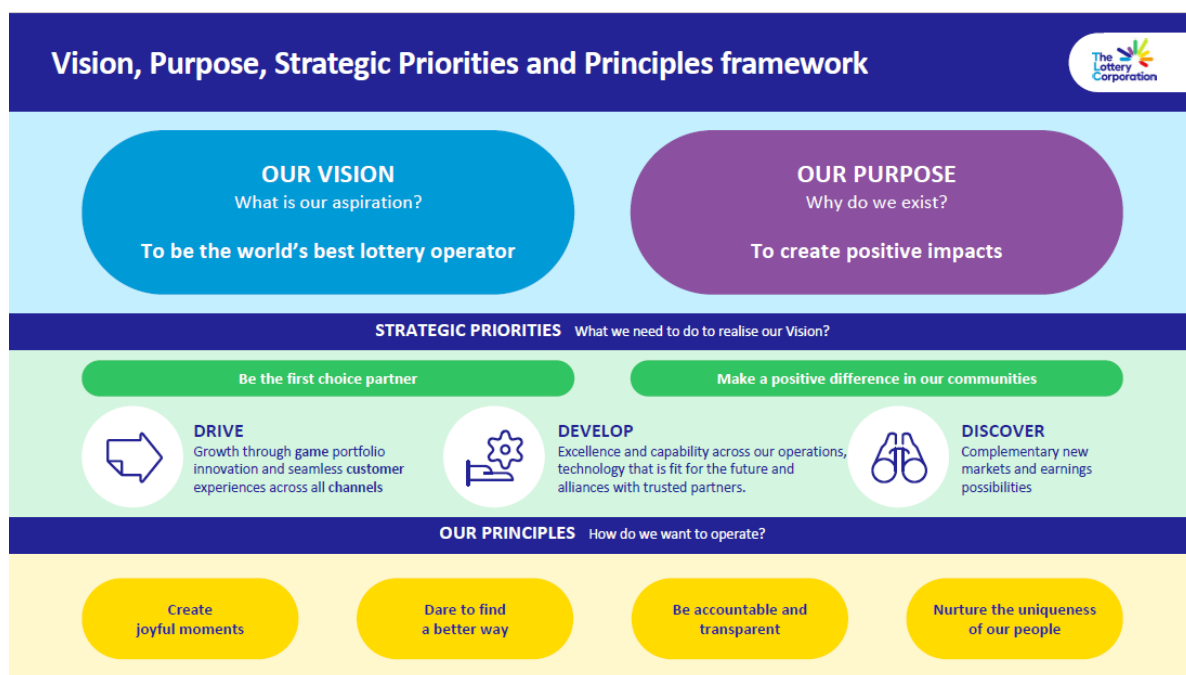 Vision, Purpose, Strategic Priorities and Principles framework
The
Lottery
Corporation
OUR VISION
What is our aspiration?
To be the world's best lottery operator
OUR PURPOSE
Why do we exist?
To create positive impacts
STRATEGIC PRIORITIES What we need to do to realise our Vision?
Be the first choice partner
Make a positive difference in our communities
DRIVE
Growth through game portfolio
innovation and seamless customer
experiences across all channels
DEVELOP
Excellence and capability across our operations,
technology that is fit for the future and
alliances with trusted partners.
DISCOVER
Complementary new
markets and earnings
possibilities
OUR PRINCIPLES How do we want to operate?
Create
joyful moments
Dare to find
a better way
Be accountable and
transparent
Nurture the uniqueness
of our people